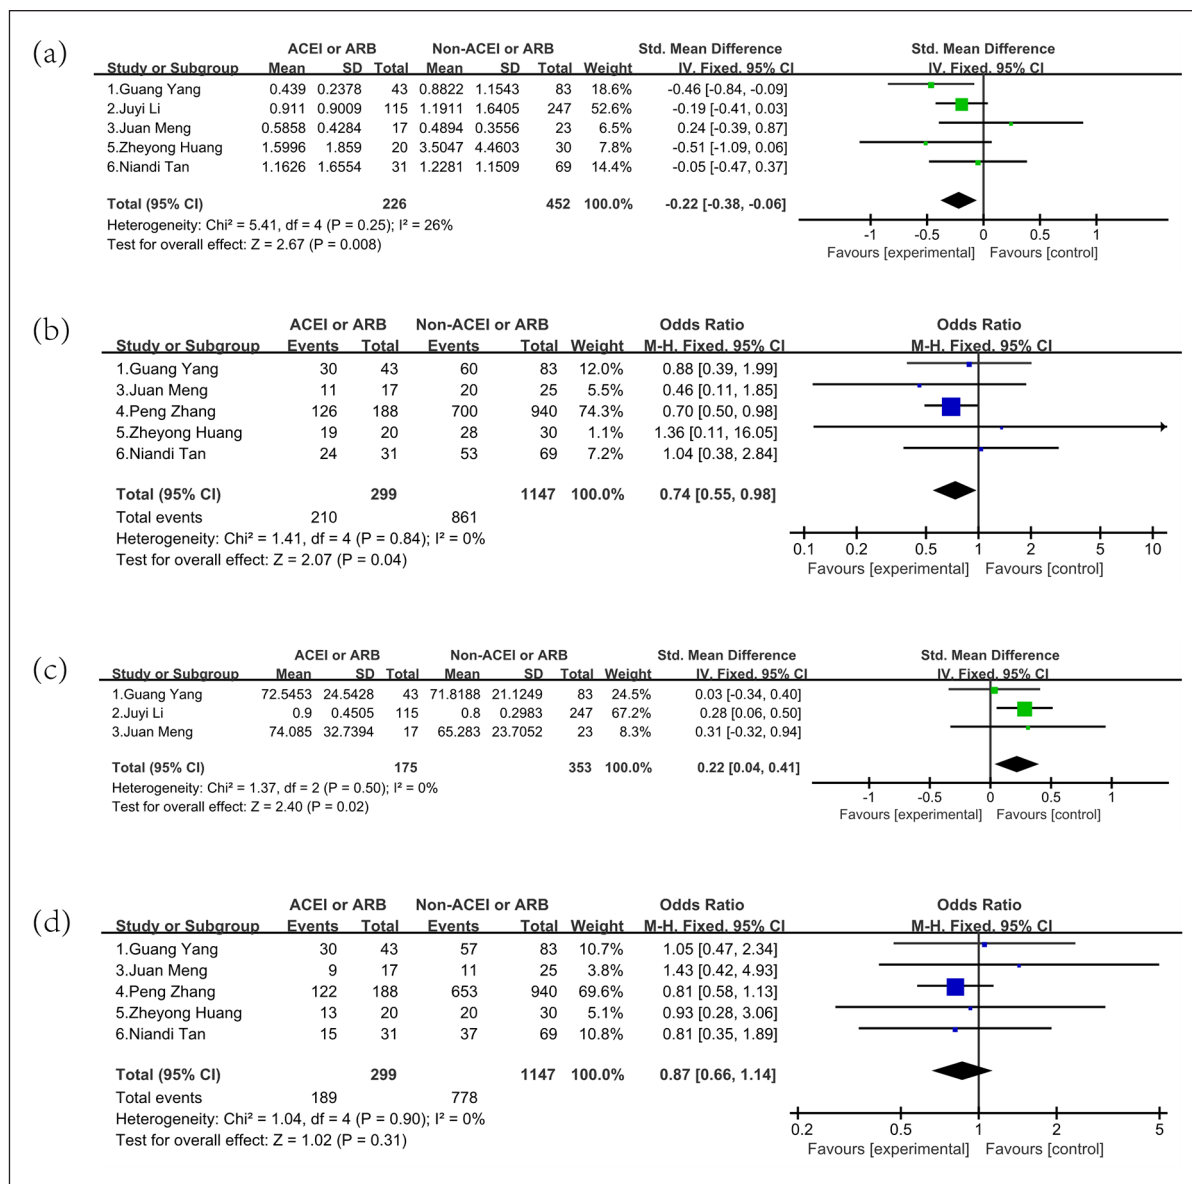 (a)
ACEI or ARB Non-ACEI or ARB Std. Mean Difference Std. Mean Difference
Study or Subgroup Mean SD Total Mean SD Total Weight IV. Fixed. 95% CI IV. Fixed. 95% CI
1.Guang Yang 0.439 0.2378 43 0.8822 1.1543 83 18.6% -0.46 [-0.84, -0.09]
2.Juyi Li 0.911 0.9009 115 1.1911 1.6405 247 52.6% -0.19 [-0.41, 0.03]
3.Juan Meng 0.5858 0.4284 17 0.4894 0.3556 23 6.5% 0.24 [-0.39, 0.87]
5.Zheyong Huang 1.5996 1.859 20 3.5047 4.4603 30 7.8% -0.51 [-1.09, 0.06]
6.Niandi Tan 1.1626 1.6554 31 1.2281 1.1509 69 14.4% -0.05 [-0.47, 0.37]
Total (95% CI) 226 452 100.0% -0.22 [-0.38, -0.06]
Heterogeneity: Chi² = 5.41, df = 4 (P = 0.25); I² = 26%
Test for overall effect: Z = 2.67 (P = 0.008)
-1 -0.5 0 0.5 1
Favours [experimental] Favours [control]
(b)
ACEI or ARB Non-ACEI or ARB Odds Ratio Odds Ratio
Study or Subgroup Events Total Events Total Weight M-H. Fixed. 95% CI M-H. Fixed. 95% CI
1.Guang Yang 30 43 60 83 12.0% 0.88 [0.39, 1.99]
3.Juan Meng 11 17 20 25 5.5% 0.46 [0.11, 1.85]
4.Peng Zhang 126 188 700 940 74.3% 0.70 [0.50, 0.98]
5.Zheyong Huang 19 20 28 30 1.1% 1.36 [0.11, 16.05]
6.Niandi Tan 24 31 53 69 7.2% 1.04 [0.38, 2.84]
Total (95% CI) 299 1147 100.0% 0.74 [0.55, 0.98]
Total events 210 861
Heterogeneity: Chi² = 1.41, df = 4 (P = 0.84); I² = 0%
Test for overall effect: Z = 2.07 (P = 0.04)
0.1 0.2 0.5 1 2 5 10
Favours [experimental] Favours [control]
(c)
ACEI or ARB Non-ACEI or ARB Std. Mean Difference Std. Mean Difference
Study or Subgroup Mean SD Total Mean SD Total Weight IV. Fixed. 95% CI IV. Fixed. 95% CI
1.Guang Yang 72.5453 24.5428 43 71.8188 21.1249 83 24.5% 0.03 [-0.34, 0.40]
2.Juyi Li 0.9 0.4505 115 0.8 0.2983 247 67.2% 0.28 [0.06, 0.50]
3.Juan Meng 74.085 32.7394 17 65.283 23.7052 23 8.3% 0.31 [-0.32, 0.94]
Total (95% CI) 175 353 100.0% 0.22 [0.04, 0.41]
Heterogeneity: Chi² = 1.37, df = 2 (P = 0.50); I² = 0%
Test for overall effect: Z = 2.40 (P = 0.02)
-1 -0.5 0 0.5 1
Favours [experimental] Favours [control]
(d)
ACEI or ARB Non-ACEI or ARB Odds Ratio Odds Ratio
Study or Subgroup Events Total Events Total Weight M-H. Fixed. 95% CI M-H. Fixed. 95% CI
1.Guang Yang 30 43 57 83 10.7% 1.05 [0.47, 2.34]
3.Juan Meng 9 17 11 25 3.8% 1.43 [0.42, 4.93]
4.Peng Zhang 122 188 653 940 69.6% 0.81 [0.58, 1.13]
5.Zheyong Huang 13 20 20 30 5.1% 0.93 [0.28, 3.06]
6.Niandi Tan 15 31 37 69 10.8% 0.81 [0.35, 1.89]
Total (95% CI) 299 1147 100.0% 0.87 [0.66, 1.14]
Total events 189 778
Heterogeneity: Chi² = 1.04, df = 4 (P = 0.90); I² = 0%
Test for overall effect: Z = 1.02 (P = 0.31)
0.2 0.5 1 2 5
Favours [experimental] Favours [control]